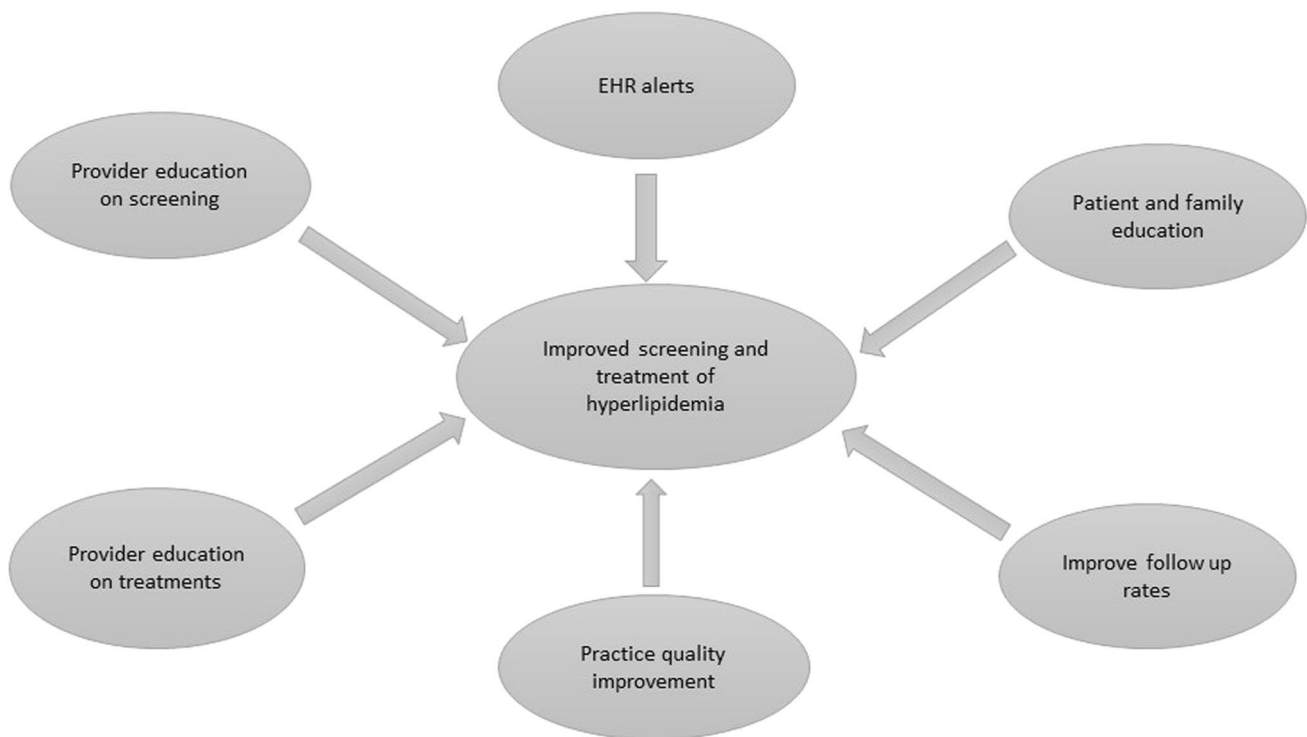 EHR alerts
Provider education
on screening
Patient and family
education
Improved screening and
treatment of
hyperlipidemia
Provider education
on treatments
Improve follow up
rates
Practice quality
improvement